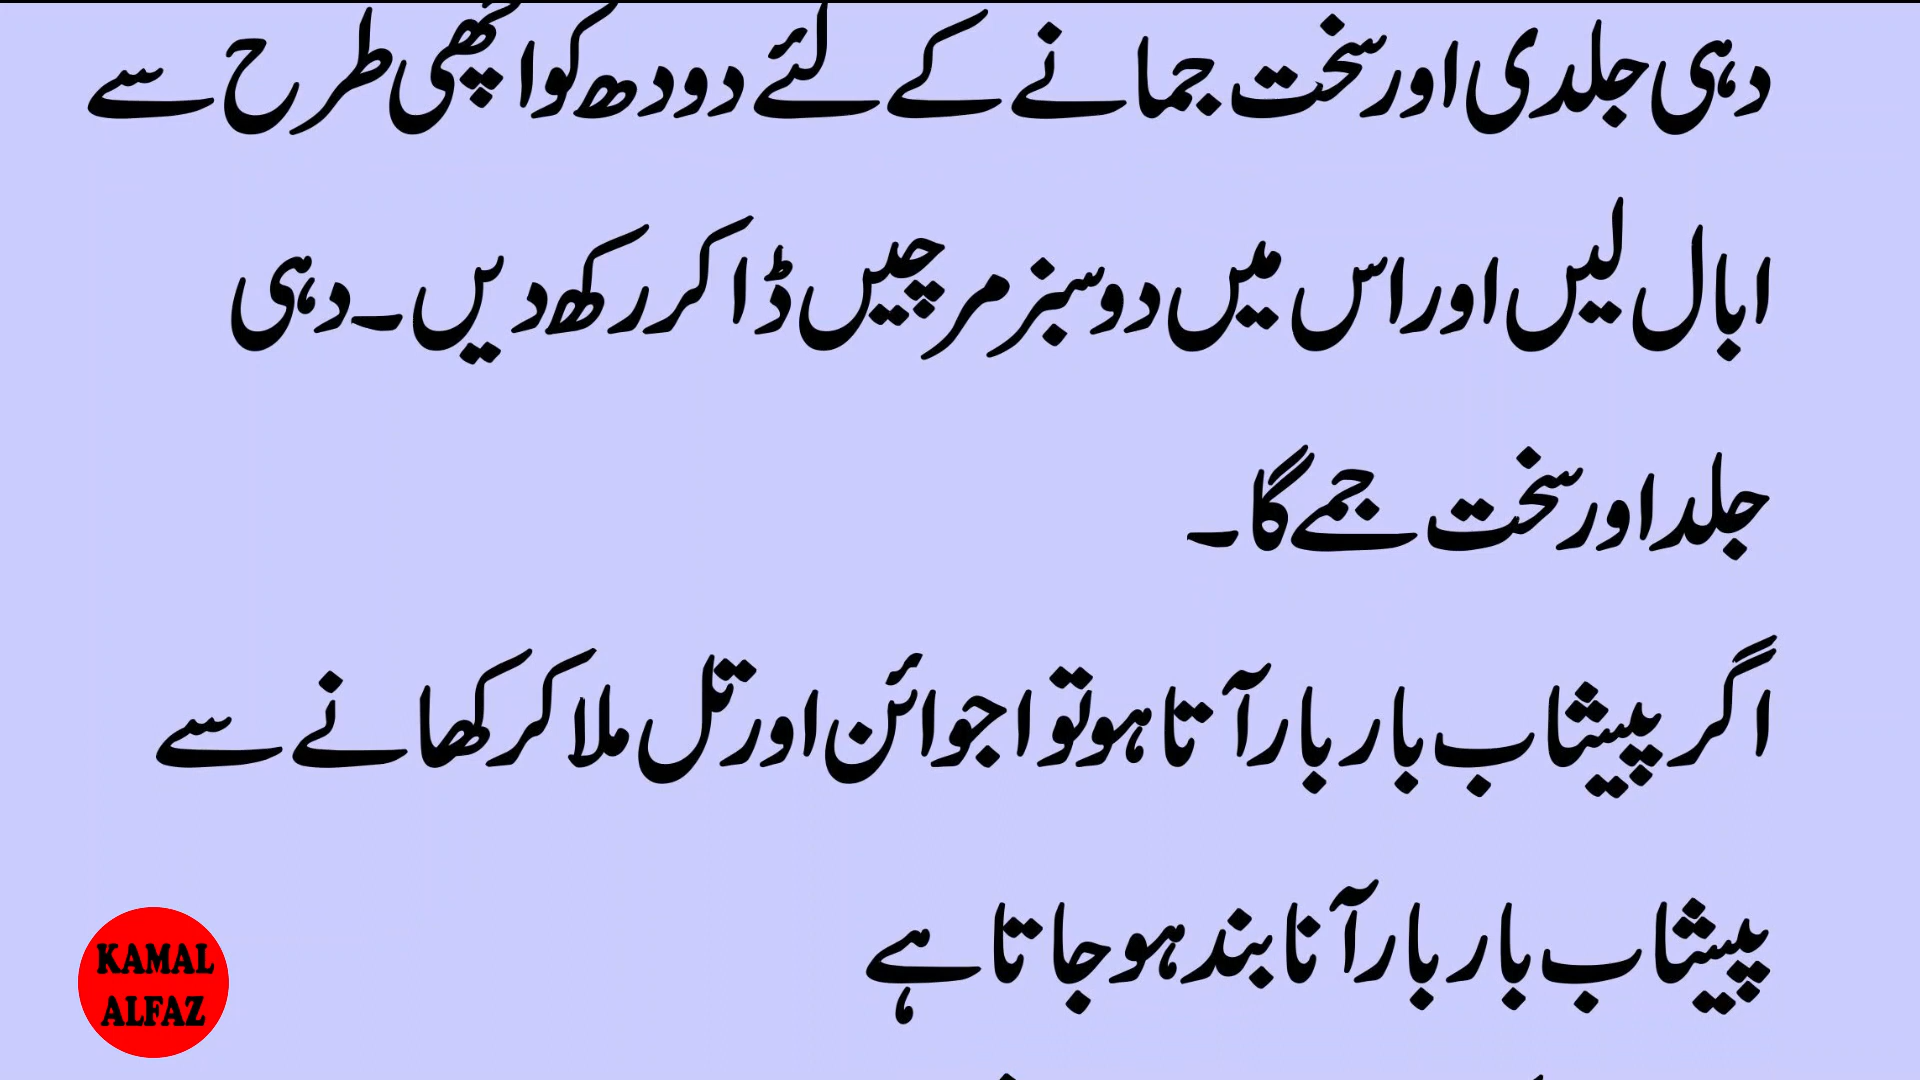 دہی جلدی اور سخت جمانے کے لئے دودھ کو اچھی طرح سے
ابال لیں اور اس میں دو سبز مرچیں ڈا کر رکھ دیں۔ دہی
جلد اور سخت جمے گا۔
اگر پیشاب بار بار آتا ہو تو اجوائن اور تل ملا کر کھانے سے
پیشاب بار بار آنا بند ہو جاتا ہے
KAMAL
ALFAZ